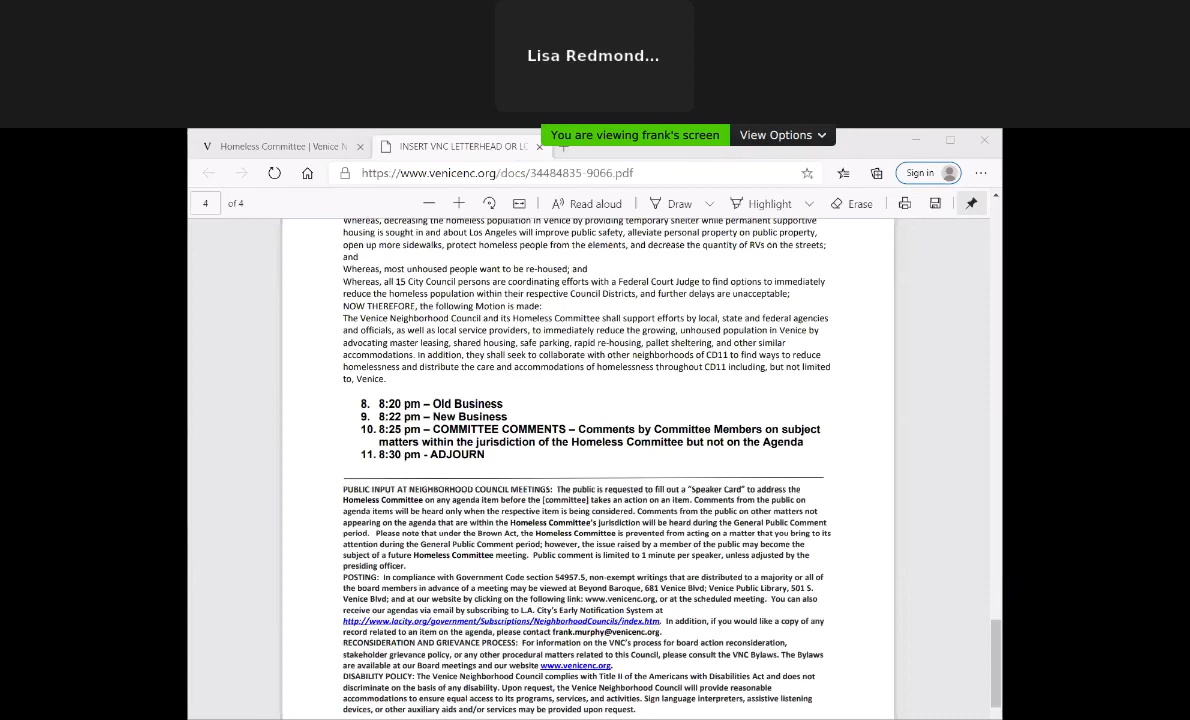 Lisa Redmond...
You are viewing frank's screen
View Options
V Homeless Committee | Venice N
INSERT VNC LETTERHEAD OR LO
https://www.venicenc.org/docs/34484835-9066.pdf
Sign in
4 of 4
Read aloud
Draw
Highlight
Erase
Whereas, decreasing the homeless population in Venice by providing temporary shelter while permanent supportive
housing is sought in and about Los Angeles will improve public safety, alleviate personal property on public property,
open up more sidewalks, protect homeless people from the elements, and decrease the quantity of RVs on the streets;
and
Whereas, most unhoused people want to be re-housed; and
Whereas, all 15 City Council persons are coordinating efforts with a Federal Court Judge to find options to immediately
reduce the homeless population within their respective Council Districts, and further delays are unacceptable;
NOW THEREFORE, the following Motion is made:
The Venice Neighborhood Council and its Homeless Committee shall support efforts by local, state and federal agencies
and officials, as well as local service providers, to immediately reduce the growing, unhoused population in Venice by
advocating master leasing, shared housing, safe parking, rapid re-housing, pallet sheltering, and other similar
accommodations. In addition, they shall seek to collaborate with other neighborhoods of CD11 to find ways to reduce
homelessness and distribute the care and accommodations of homelessness throughout CD11 including, but not limited
to, Venice.
8. 8:20 pm – Old Business
9. 8:22 pm – New Business
10. 8:25 pm – COMMITTEE COMMENTS – Comments by Committee Members on subject
matters within the jurisdiction of the Homeless Committee but not on the Agenda
11. 8:30 pm - ADJOURN
PUBLIC INPUT AT NEIGHBORHOOD COUNCIL MEETINGS: The public is requested to fill out a “Speaker Card” to address the
Homeless Committee on any agenda item before the [committee] takes an action on an item. Comments from the public on
agenda items will be heard only when the respective item is being considered. Comments from the public on other matters not
appearing on the agenda that are within the Homeless Committee's jurisdiction will be heard during the General Public Comment
period. Please note that under the Brown Act, the Homeless Committee is prevented from acting on a matter that you bring to its
attention during the General Public Comment period; however, the issue raised by a member of the public may become the
subject of a future Homeless Committee meeting. Public comment is limited to 1 minute per speaker, unless adjusted by the
presiding officer.
POSTING: In compliance with Government Code section 54957.5, non-exempt writings that are distributed to a majority or all of
the board members in advance of a meeting may be viewed at Beyond Baroque, 681 Venice Blvd; Venice Public Library, 501 S.
Venice Blvd; and at our website by clicking on the following link: www.venicenc.org, or at the scheduled meeting. You can also
receive our agendas via email by subscribing to L.A. City's Early Notification System at
http://www.lacity.org/government/Subscriptions/NeighborhoodCouncils/index.htm. In addition, if you would like a copy of any
record related to an item on the agenda, please contact frank.murphy@venicenc.org.
RECONSIDERATION AND GRIEVANCE PROCESS: For information on the VNC's process for board action reconsideration,
stakeholder grievance policy, or any other procedural matters related to this Council, please consult the VNC Bylaws. The Bylaws
are available at our Board meetings and our website www.venicenc.org.
DISABILITY POLICY: The Venice Neighborhood Council complies with Title II of the Americans with Disabilities Act and does not
discriminate on the basis of any disability. Upon request, the Venice Neighborhood Council will provide reasonable
accommodations to ensure equal access to its programs, services, and activities. Sign language interpreters, assistive listening
devices, or other auxiliary aids and/or services may be provided upon request.